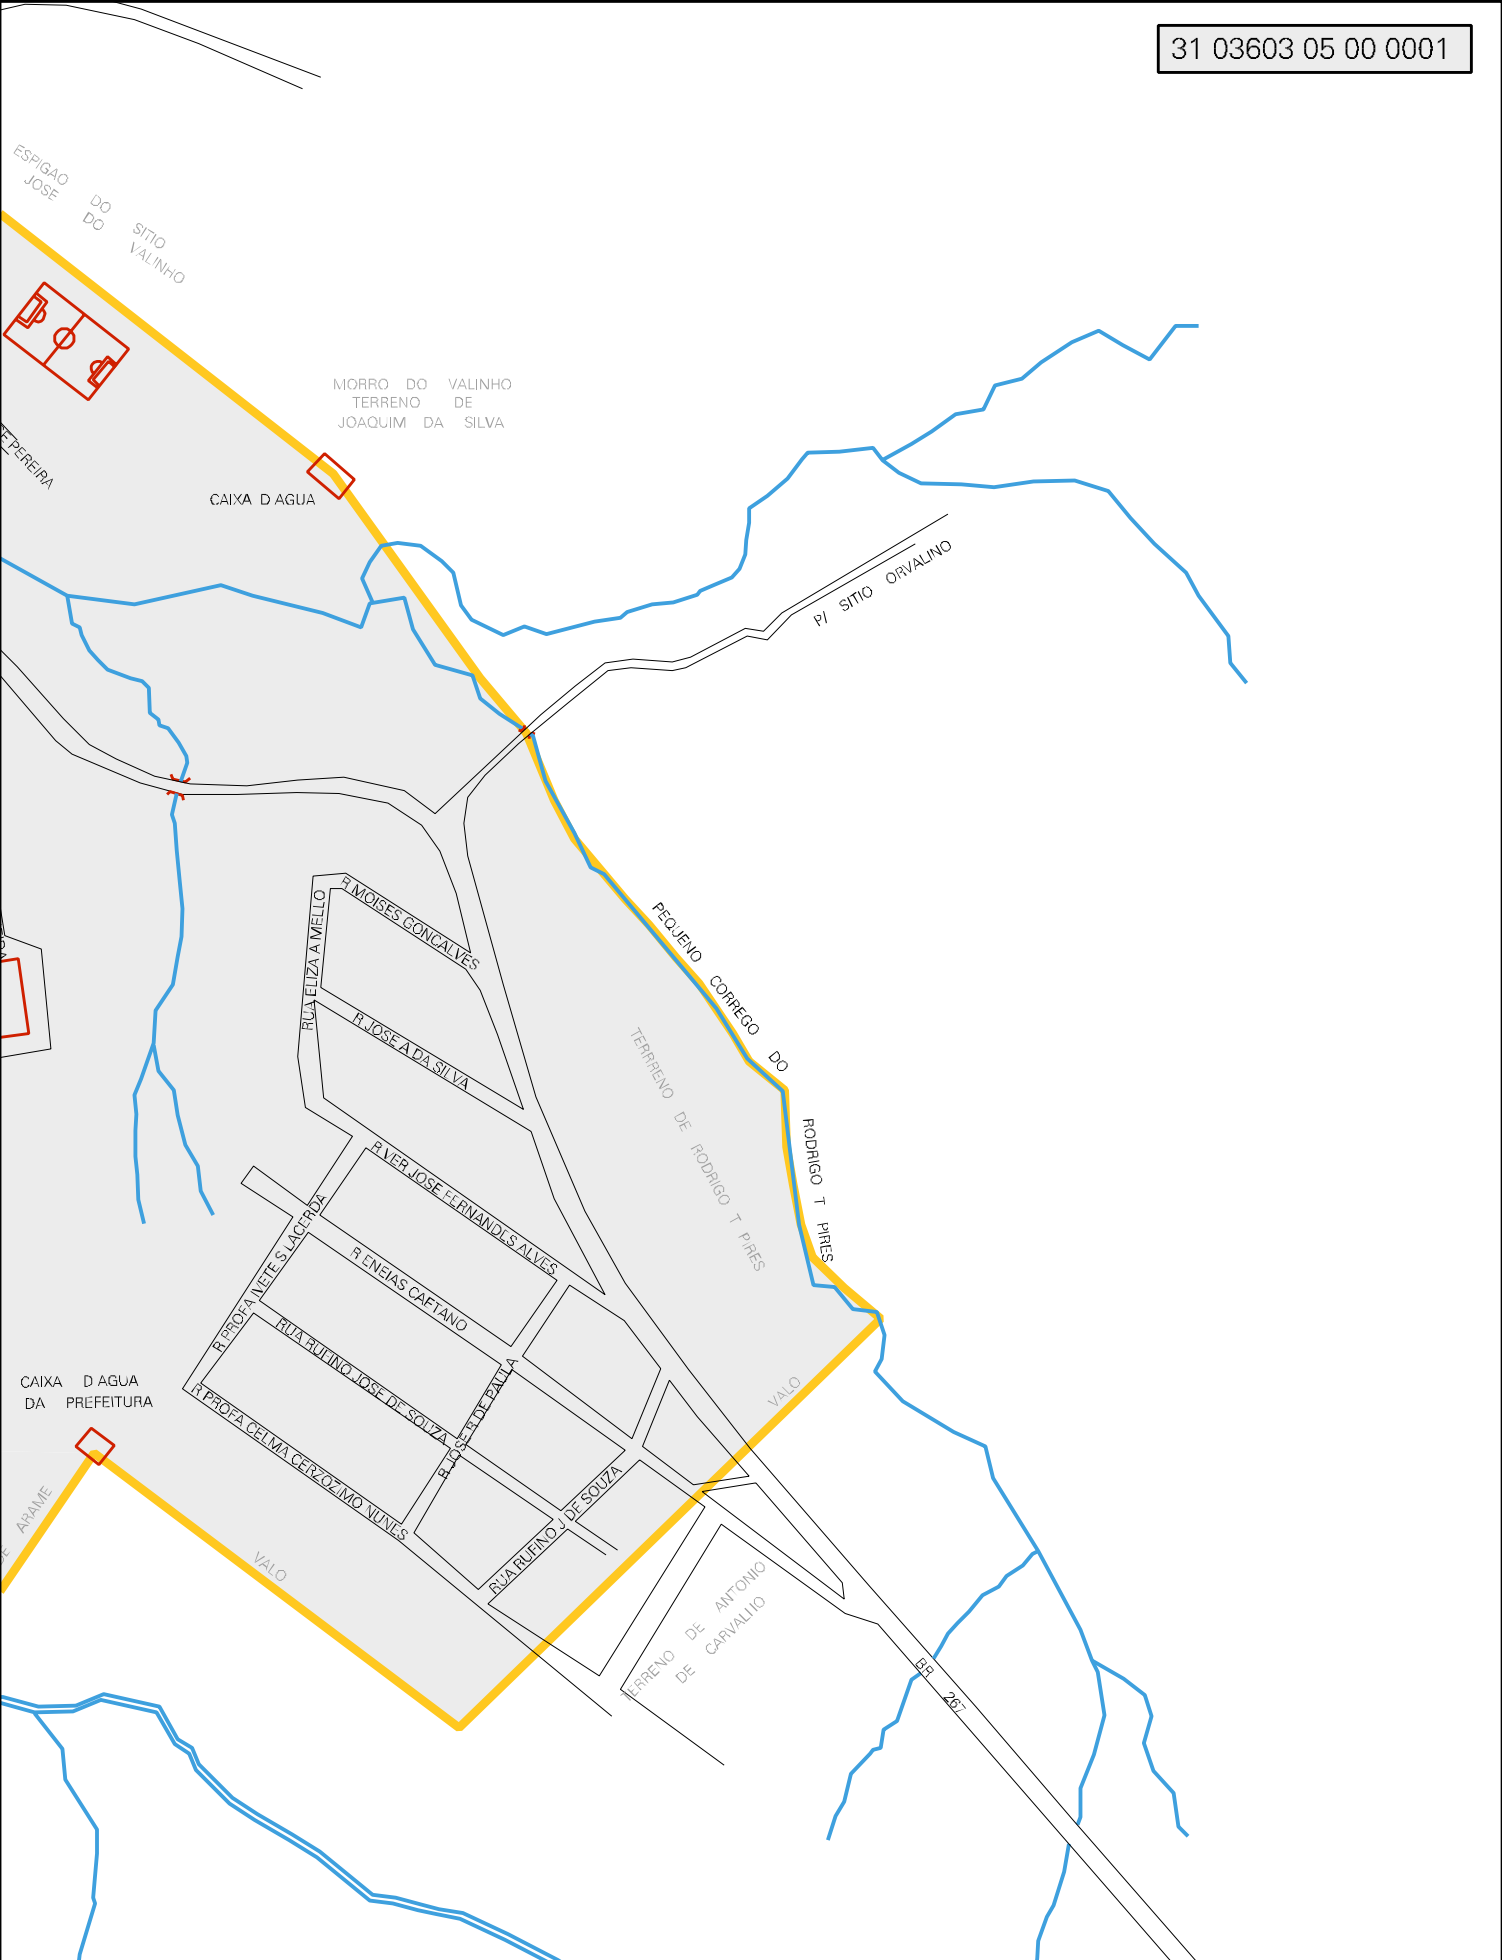 31 03603 05 00 0001
ESPIGAO DO SITIO
JOSE DO VALINHO
MORRO DO VALINHO
TERRENO DE
JOAQUIM DA SILVA
PEREIRA
CAIXA D AGUA
P/ SITIO ORVALINO
R MOISES GONCALVES
RUA ELIZA A MELLO
PEQUENO CORREGO DO
RODRIGO T PIRES
R JOSE A DA SILVA
TERRRENO DE RODRIGO T PIRES
R VER JOSE FERNANDES ALVES
R PROFA IVETE S LACERDA
R ENEIAS CAETANO
RUA RUFINO JOSE DE SOUZA
R JOSE R DE PAULA
CAIXA D AGUA
DA PREFEITURA
R PROFA CELMA CERZOZIMO NUNES
VALO
RUA RUFINO J DE SOUZA
ARAME
VALO
TERRENO DE ANTONIO
DE CARVALHO
BR 267